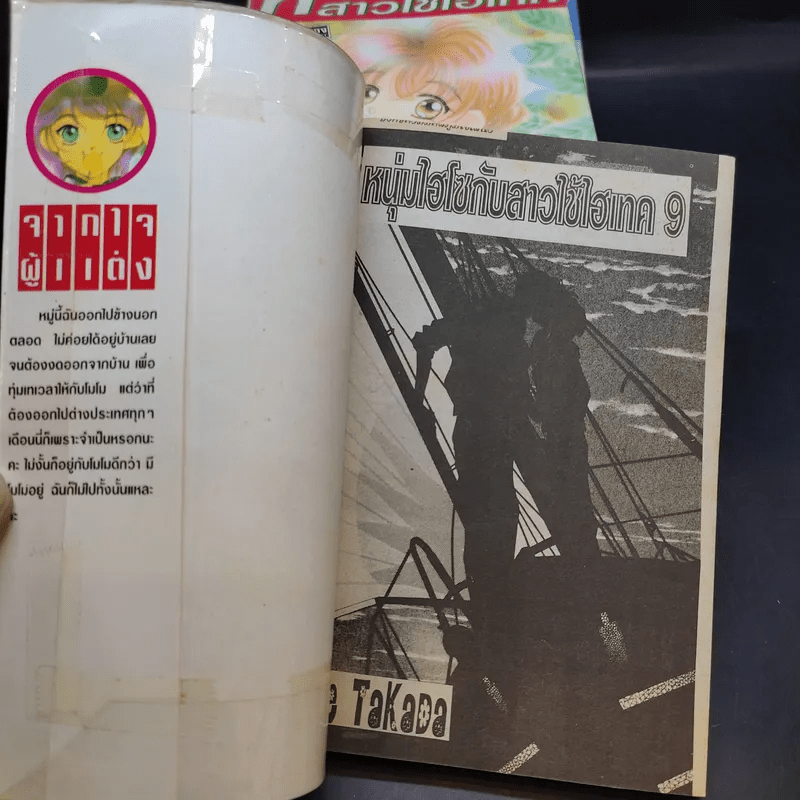 สาวใช้ไฮเทค
จากใจ
ผู้แต่ง
หมู่นี้ฉันออกไปข้างนอก
ตลอด ไม่ค่อยได้อยู่บ้านเลย
จนต้องงดออกจากบ้าน เพื่อ
ทุ่มเทเวลาให้กับโมโม แต่ว่าที่
ต้องออกไปต่างประเทศทุกๆ
เดือนนี่ก็เพราะจำเป็นหรอกนะ
คะ ไม่งั้นก็อยู่กับโมโมดีกว่า มี
โมโมอยู่ ฉันก็ไม่ไปทั้งนั้นแหละ
หนุ่มไฮโซกับสาวใช้ไฮเทค 9
TaKaDa